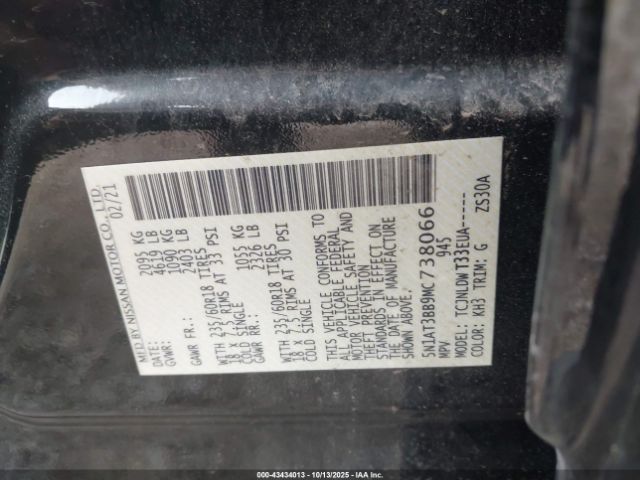 MFD BY NISSAN MOTOR CO., LTD.
DATE: 02/21
GVWR: 2095 KG
4619 LB
GAWR FR.: 1090 KG
2403 LB
WITH 235/60R18 TIRES
18 X 7.5 RIMS AT 33 PSI
COLD SINGLE
GAWR RR.: 1055 KG
2326 LB
WITH 235/60R18 TIRES
18 X 7.5 RIMS AT 30 PSI
COLD SINGLE
THIS VEHICLE CONFORMS TO
ALL APPLICABLE FEDERAL
MOTOR VEHICLE SAFETY AND
THEFT PREVENTION
STANDARDS IN EFFECT ON
THE DATE OF MANUFACTURE
SHOWN ABOVE.
5N1AT3BB9MC738066
MPV 945
MODEL: TCJNLDWT33EUA-----
COLOR: KH3 TRIM: G ZS30A
000-43434013 | 10/13/2025 | © IAA Inc.